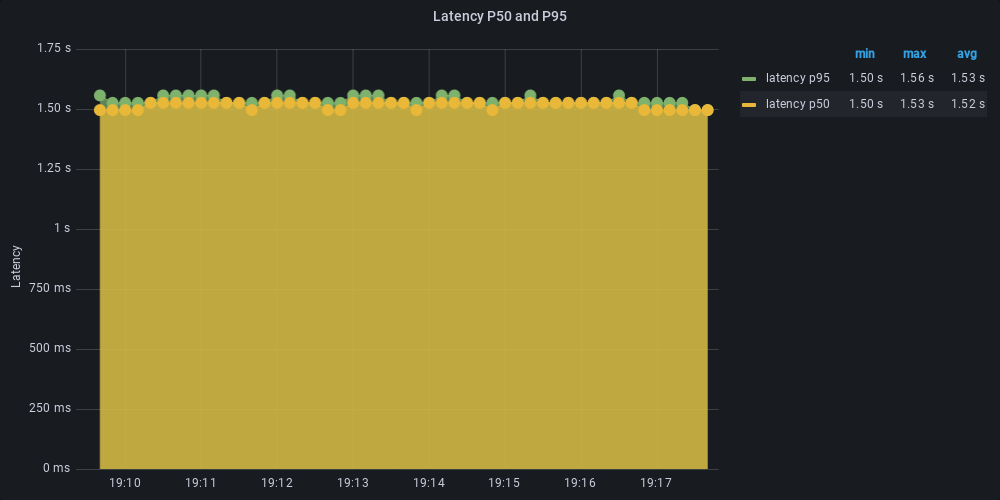 Latency P50 and P95
min max avg
latency p95 1.50 s 1.56 s 1.53 s
latency p50 1.50 s 1.53 s 1.52 s
Latency
1.75 s
1.50 s
1.25 s
1 s
750 ms
500 ms
250 ms
0 ms
19:10 19:11 19:12 19:13 19:14 19:15 19:16 19:17